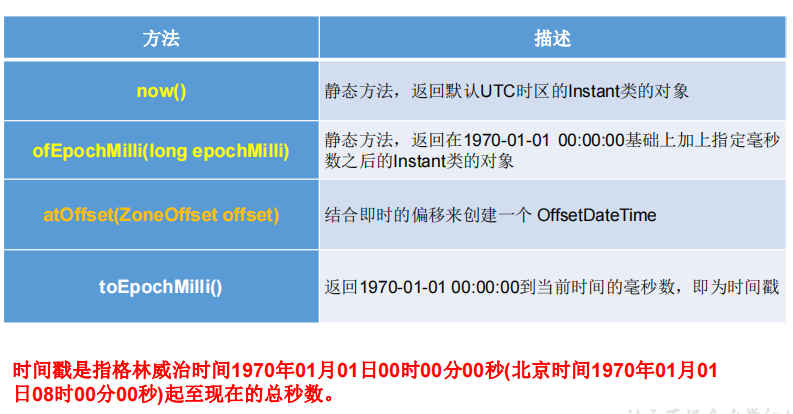 方法
描述
now()
静态方法，返回默认UTC时区的Instant类的对象
ofEpochMilli(long epochMilli)
静态方法，返回在1970-01-01 00:00:00基础上加上指定毫秒
数之后的Instant类的对象
atOffset(ZoneOffset offset)
结合即时的偏移来创建一个 OffsetDateTime
toEpochMilli()
返回1970-01-01 00:00:00到当前时间的毫秒数，即为时间戳
时间戳是指格林威治时间1970年01月01日00时00分00秒(北京时间1970年01月01
日08时00分00秒)起至现在的总秒数。